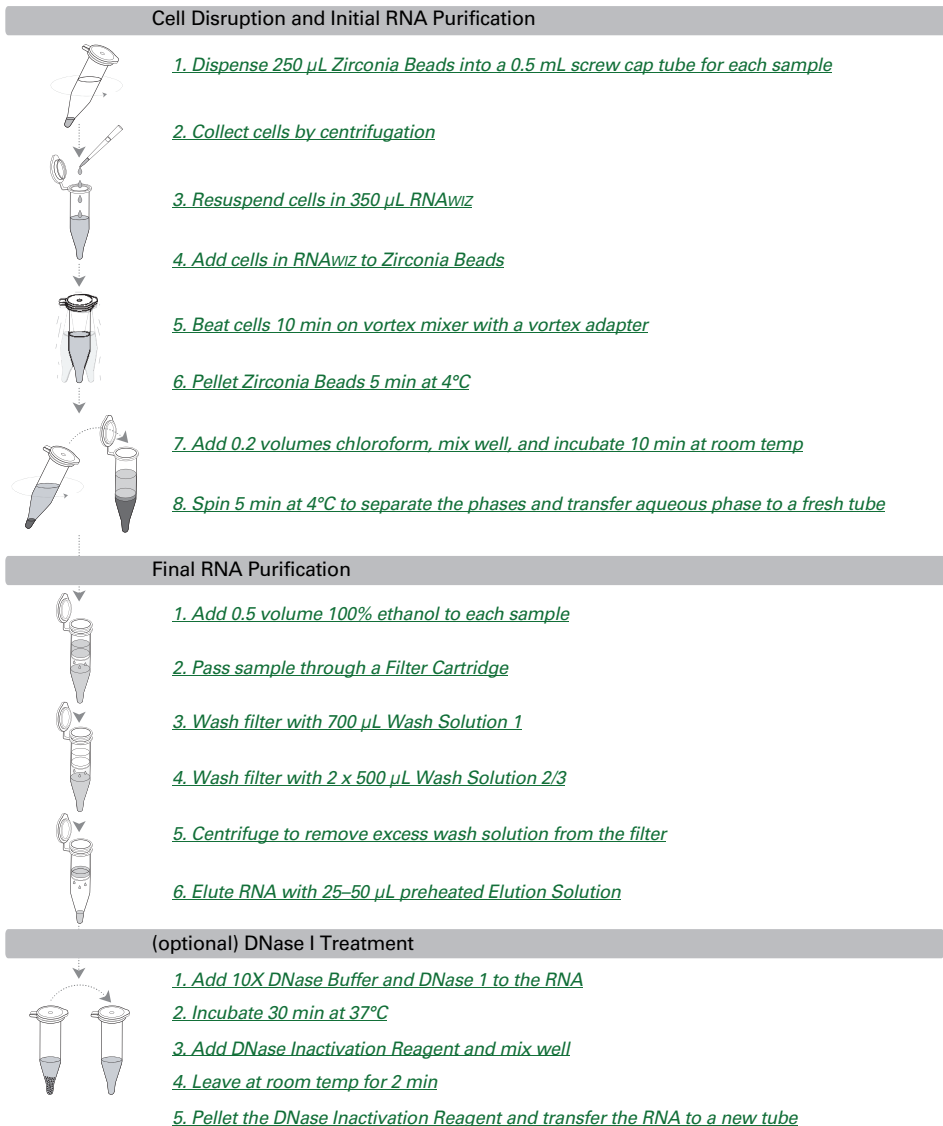 Cell Disruption and Initial RNA Purification
1. Dispense 250 µL Zirconia Beads into a 0.5 mL screw cap tube for each sample
2. Collect cells by centrifugation
3. Resuspend cells in 350 µL RNAWIZ
4. Add cells in RNAWIZ to Zirconia Beads
5. Beat cells 10 min on vortex mixer with a vortex adapter
6. Pellet Zirconia Beads 5 min at 4°C
7. Add 0.2 volumes chloroform, mix well, and incubate 10 min at room temp
8. Spin 5 min at 4°C to separate the phases and transfer aqueous phase to a fresh tube
Final RNA Purification
1. Add 0.5 volume 100% ethanol to each sample
2. Pass sample through a Filter Cartridge
3. Wash filter with 700 µL Wash Solution 1
4. Wash filter with 2 x 500 µL Wash Solution 2/3
5. Centrifuge to remove excess wash solution from the filter
6. Elute RNA with 25–50 µL preheated Elution Solution
(optional) DNase I Treatment
1. Add 10X DNase Buffer and DNase 1 to the RNA
2. Incubate 30 min at 37°C
3. Add DNase Inactivation Reagent and mix well
4. Leave at room temp for 2 min
5. Pellet the DNase Inactivation Reagent and transfer the RNA to a new tube